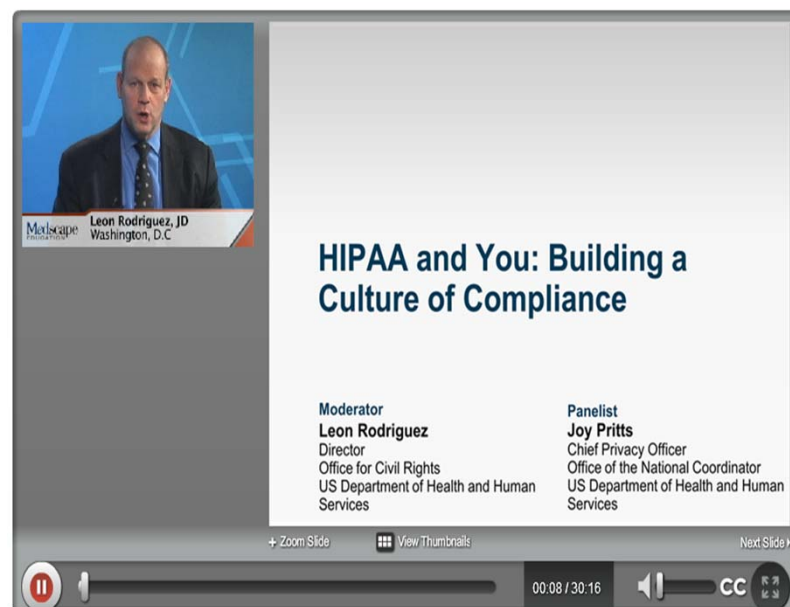 Medscape
Leon Rodriguez, JD
Washington, D.C
HIPAA and You: Building a
Culture of Compliance
Moderator
Leon Rodriguez
Director
Office for Civil Rights
US Department of Health and Human
Services
Panelist
Joy Pritts
Chief Privacy Officer
Office of the National Coordinator
US Department of Health and Human
Services
+ Zoom Slide
View Thumbnails
Next Slide
00:08 / 30:16
CC